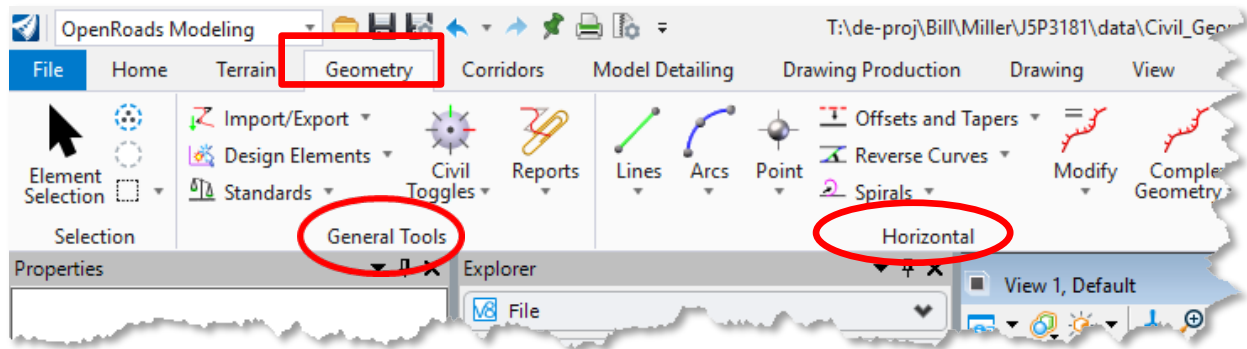 OpenRoads Modeling T:\de-proj\Bill\Miller\J5P3181\data\Civil_Geo
File Home Terrain Geometry Corridors Model Detailing Drawing Production Drawing View
Element Selection
Import/Export
Design Elements
Standards
Civil Toggles
Reports
Lines
Arcs
Point
Offsets and Tapers
Reverse Curves
Spirals
Modify
Geometry
Selection General Tools Horizontal
Properties Explorer
V8 File
View 1, Defau